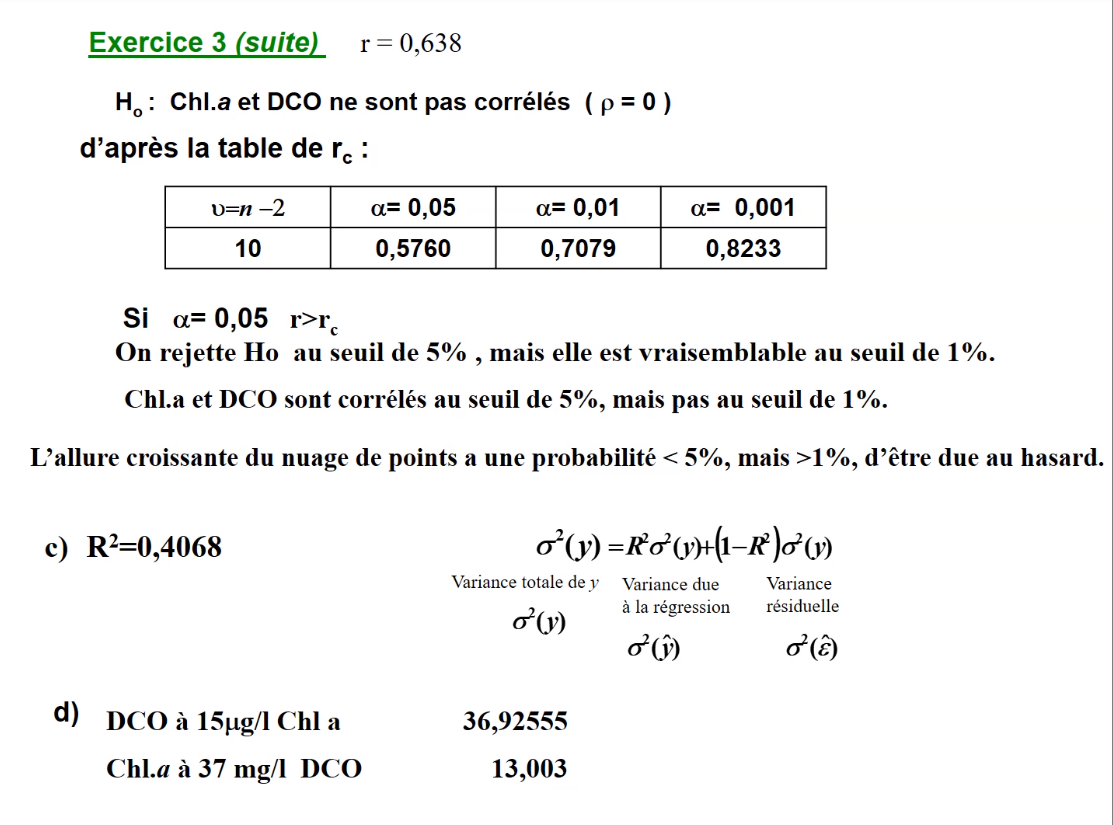 Exercice 3 (suite) r = 0,638
Hₒ : Chl.a et DCO ne sont pas corrélés ( ρ = 0 )
d’après la table de r꜀ :
υ=n –2 α= 0,05 α= 0,01 α= 0,001
10 0,5760 0,7079 0,8233
Si α= 0,05 r>r꜀
On rejette Ho au seuil de 5% , mais elle est vraisemblable au seuil de 1%.
Chl.a et DCO sont corrélés au seuil de 5%, mais pas au seuil de 1%.
L’allure croissante du nuage de points a une probabilité < 5%, mais >1%, d’être due au hasard.
c) R²=0,4068 σ²(y) =R²σ²(y)+(1–R²)σ²(y)
Variance totale de y Variance due Variance
à la régression résiduelle
σ²(y)
σ²(ŷ) σ²(ε̂)
d) DCO à 15µg/l Chl a 36,92555
Chl.a à 37 mg/l DCO 13,003